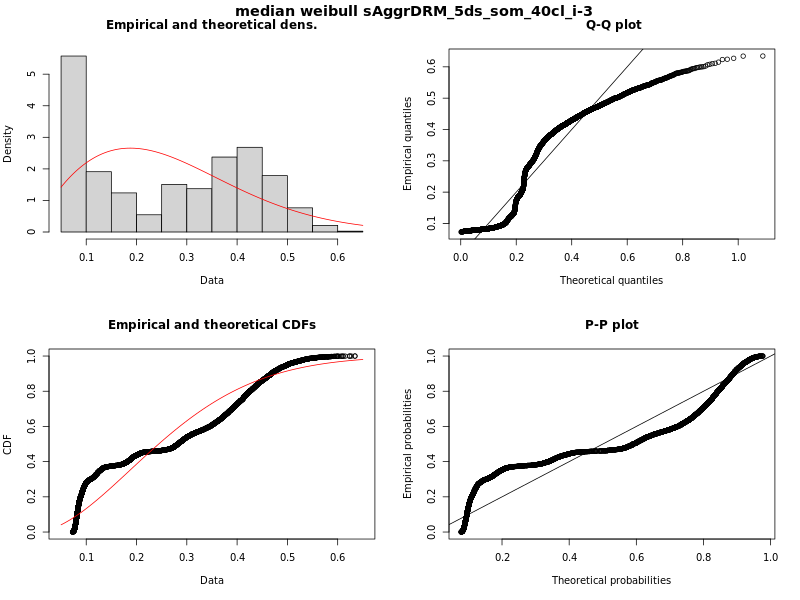 median weibull sAggrDRM_5ds_som_40cl_i-3
Empirical and theoretical dens.
Density
0 1 2 3 4 5
0.1 0.2 0.3 0.4 0.5 0.6
Data
Q-Q plot
Empirical quantiles
0.1 0.2 0.3 0.4 0.5 0.6
0.0 0.2 0.4 0.6 0.8 1.0
Theoretical quantiles
Empirical and theoretical CDFs
CDF
0.0 0.2 0.4 0.6 0.8 1.0
0.1 0.2 0.3 0.4 0.5 0.6
Data
P-P plot
Empirical probabilities
0.0 0.2 0.4 0.6 0.8 1.0
0.2 0.4 0.6 0.8 1.0
Theoretical probabilities